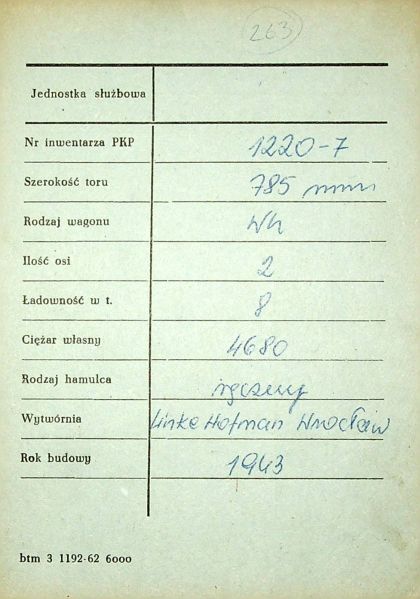 263
Jednostka służbowa
Nr inwentarza PKP 1220-7
Szerokość toru 785 mm
Rodzaj wagonu Wh
Ilość osi 2
Ładowność w t. 8
Ciężar własny 4680
Rodzaj hamulca ręczny
Wytwórnia Linke Hofman Wrocław
Rok budowy 1943
btm 3 1192-62 6000